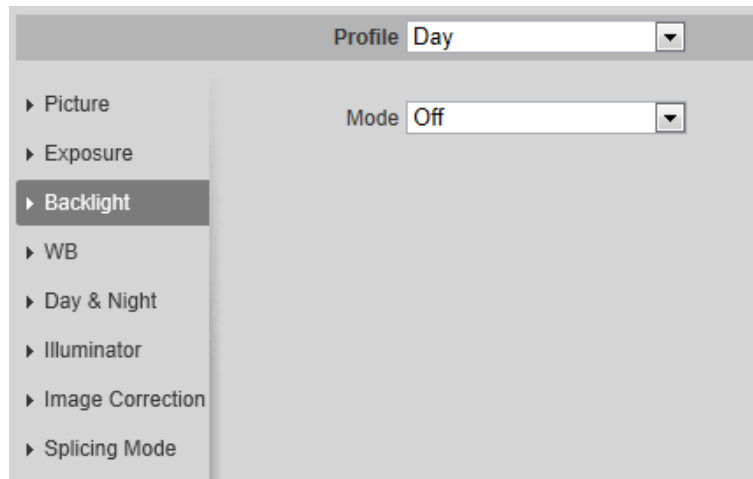 Profile Day
Picture
Mode Off
Exposure
Backlight
WB
Day & Night
Illuminator
Image Correction
Splicing Mode